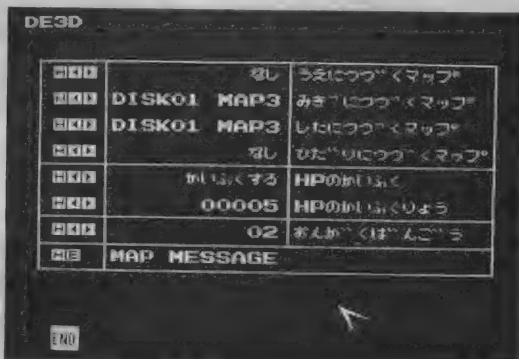 DE3D
なし うえにつづくマップ
DISK01 MAP3 みぎにつづくマップ
DISK01 MAP3 したにつづくマップ
なし ひだりにつづくマップ
かいふくする HPのかいふく
00005 HPのかいふくりょう
02 おんがくばんごう
MAP MESSAGE
END